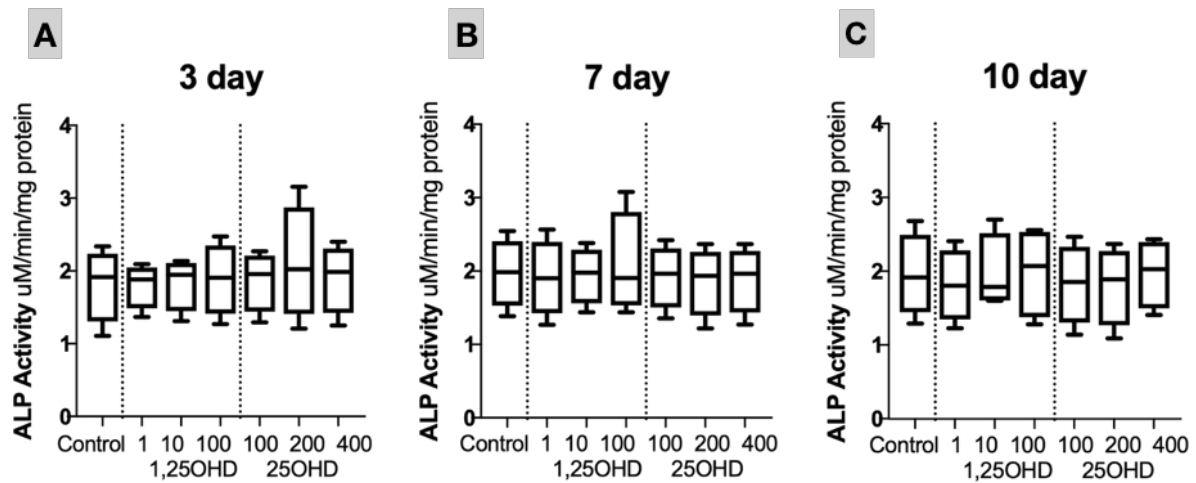 A
3 day
ALP Activity uM/min/mg protein
4
3
2
1
0
Control 1 10 100 100 200 400
1,25OHD 25OHD
B
7 day
ALP Activity uM/min/mg protein
4
3
2
1
0
Control 1 10 100 100 200 400
1,25OHD 25OHD
C
10 day
ALP Activity uM/min/mg protein
4
3
2
1
0
Control 1 10 100 100 200 400
1,25OHD 25OHD